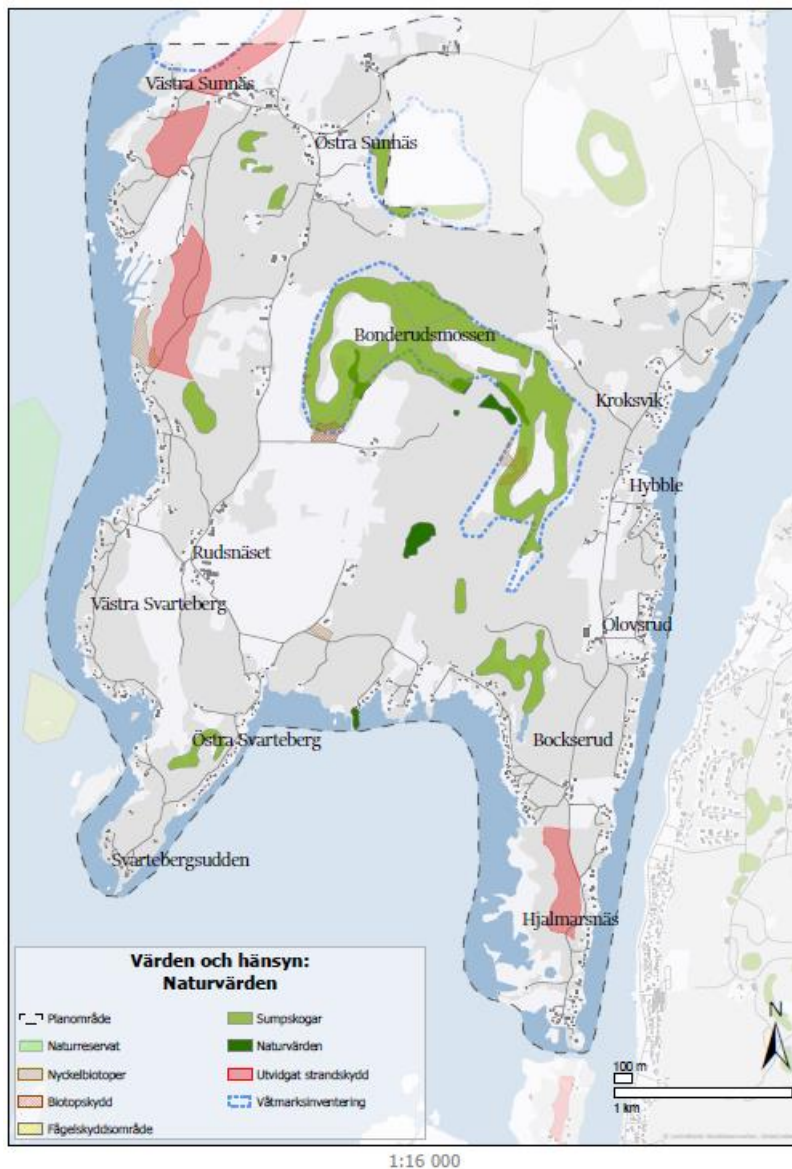 Västra Sunnäs
Östra Sunnäs
Bonderudsmossen
Kroksvik
Hybble
Rudsnäset
Västra Svarteberg
Olovsrud
Östra Svarteberg
Bockserud
Svartebergsudden
Hjalmarsnäs
Värden och hänsyn:
Naturvärden
Planområde
Sumpskogar
Naturreservat
Naturvärden
Nyckelbiotoper
Utvidgat strandskydd
Biotopskydd
Våtmarksinventering
Fågelskyddsområde
N
100 m
1 km
1:16 000